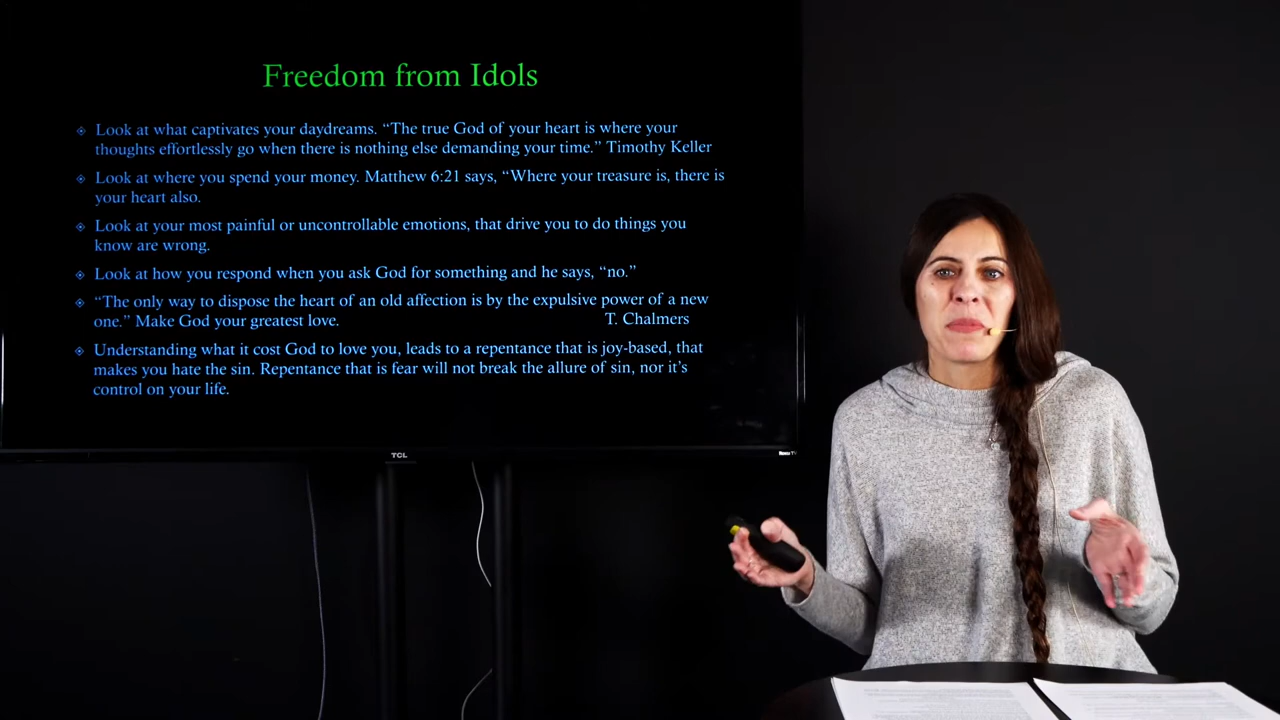 Freedom from Idols
Look at what captivates your daydreams. “The true God of your heart is where your
thoughts effortlessly go when there is nothing else demanding your time.” Timothy Keller
Look at where you spend your money. Matthew 6:21 says, “Where your treasure is, there is
your heart also.
Look at your most painful or uncontrollable emotions, that drive you to do things you
know are wrong.
Look at how you respond when you ask God for something and he says, “no.”
“The only way to dispose the heart of an old affection is by the expulsive power of a new
one.” Make God your greatest love. T. Chalmers
Understanding what it cost God to love you, leads to a repentance that is joy-based, that
makes you hate the sin. Repentance that is fear will not break the allure of sin, nor it’s
control on your life.
TCL
Roku TV